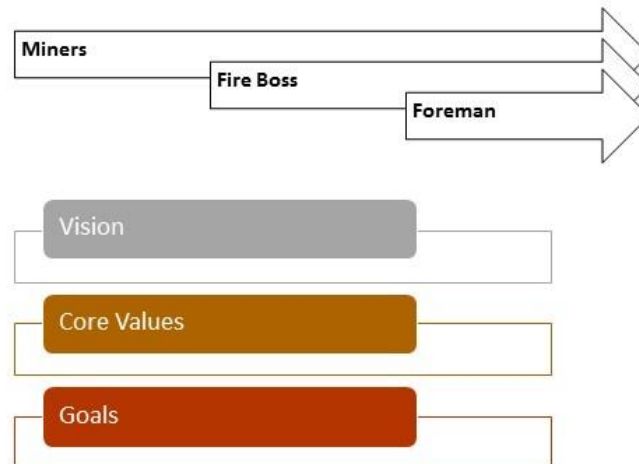 Miners
Fire Boss
Foreman
Vision
Core Values
Goals